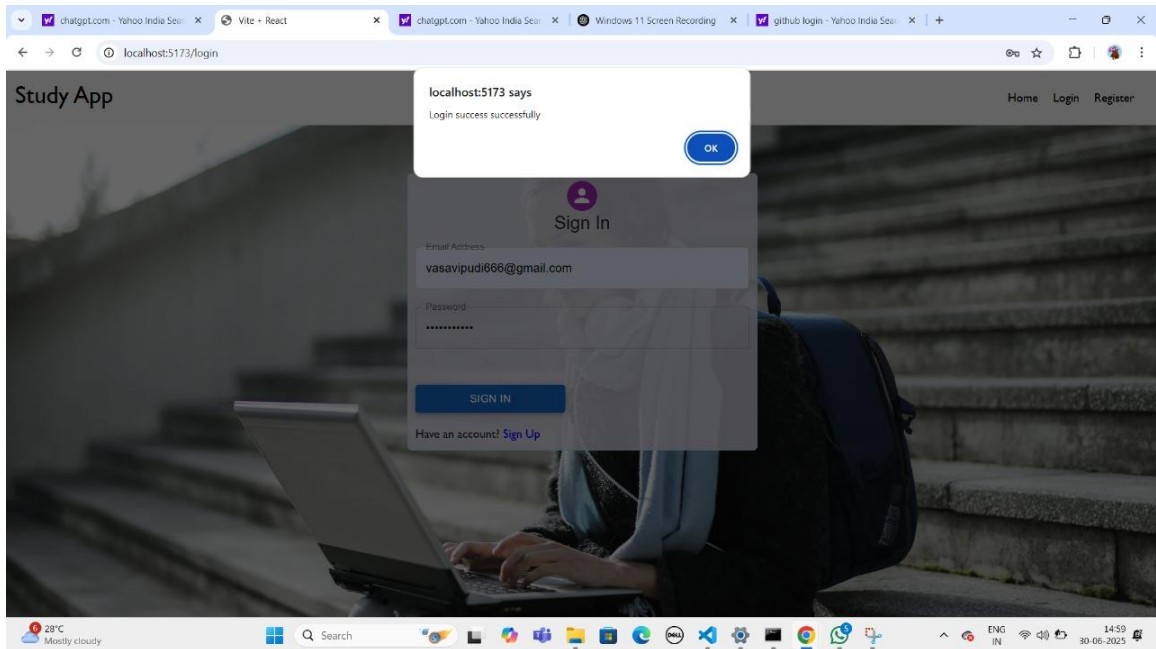 chatgpt.com - Yahoo India Sear
Vite + React
chatgpt.com - Yahoo India Sear
Windows 11 Screen Recording
github login - Yahoo India Sear
localhost:5173/login
Study App
Home Login Register
localhost:5173 says
Login success successfully
OK
Sign In
Email Address
vasavipudi666@gmail.com
Password
SIGN IN
Have an account? Sign Up
6
28°C
Mostly cloudy
Search
DELL
5
ENG
IN
14:59
30-06-2025